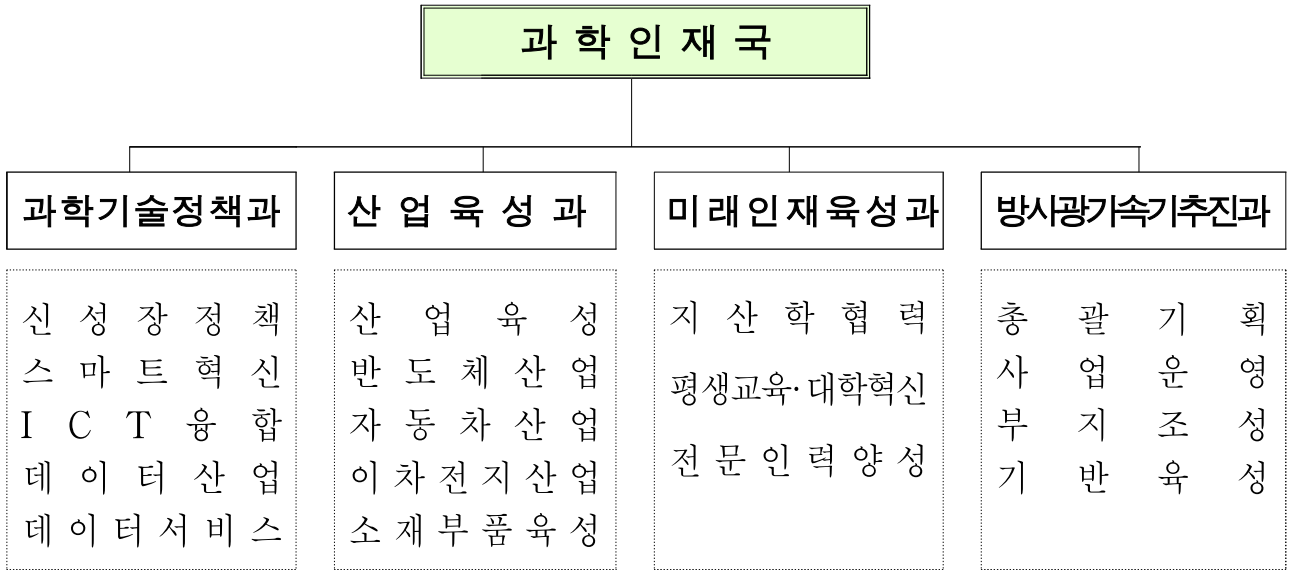 과학인재국
과학기술정책과
신성장정책
스마트혁신
ICT융합
데이터산업
데이터서비스
산업육성과
산업육성
반도체산업
자동차산업
이차전지산업
소재부품육성
미래인재육성과
지산학협력
평생교육·대학혁신
전문인력양성
방사광가속기추진과
총괄기획
사업운영
부지조성
기반육성